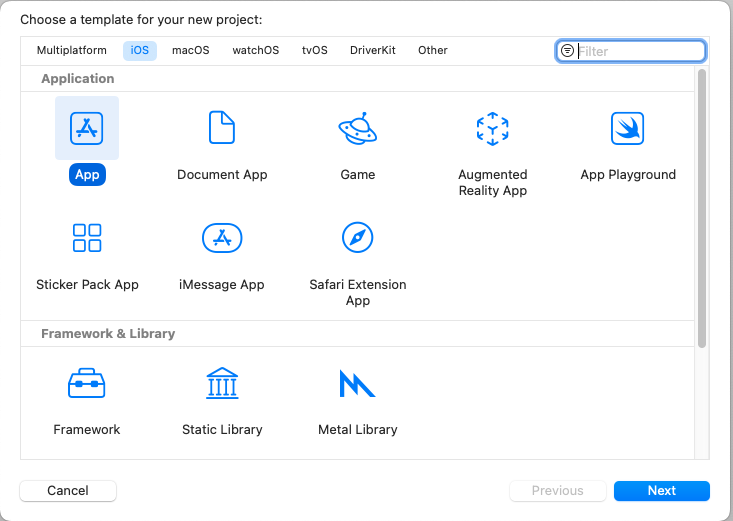 Choose a template for your new project:
Multiplatform iOS macOS watchOS tvOS DriverKit Other Filter
Application
App Document App Game Augmented Reality App App Playground
Sticker Pack App iMessage App Safari Extension App
Framework & Library
Framework Static Library Metal Library
Cancel Previous Next